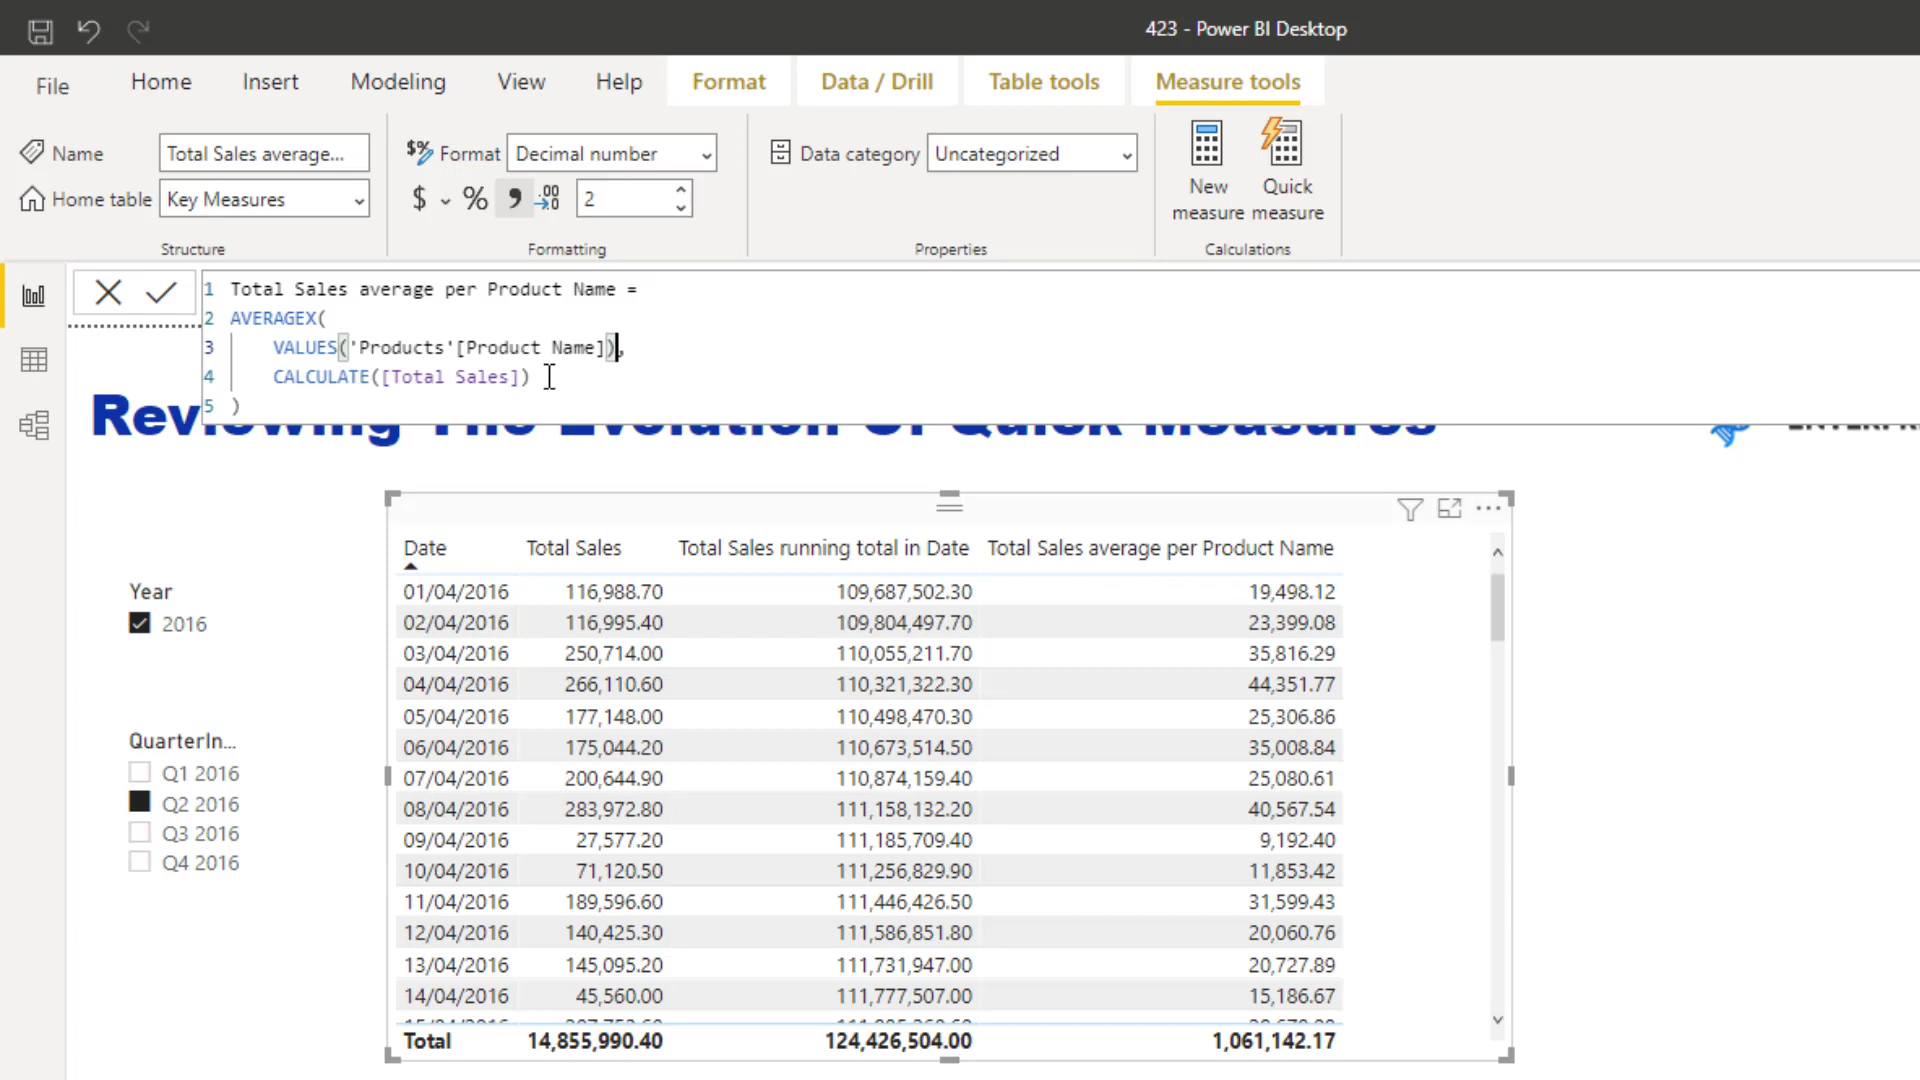 423 - Power BI Desktop
File Home Insert Modeling View Help Format Data / Drill Table tools Measure tools
Name Total Sales average... $% Format Decimal number Data category Uncategorized New measure Quick measure
Home table Key Measures $ % , .00 →.0 2
Structure Formatting Properties Calculations
1 Total Sales average per Product Name =
2 AVERAGEX(
3 VALUES('Products'[Product Name]),
4 CALCULATE([Total Sales])
5 )
Reviewing The Evolution Of Quick Measures
Date Total Sales Total Sales running total in Date Total Sales average per Product Name
01/04/2016 116,988.70 109,687,502.30 19,498.12
02/04/2016 116,995.40 109,804,497.70 23,399.08
03/04/2016 250,714.00 110,055,211.70 35,816.29
04/04/2016 266,110.60 110,321,322.30 44,351.77
05/04/2016 177,148.00 110,498,470.30 25,306.86
06/04/2016 175,044.20 110,673,514.50 35,008.84
07/04/2016 200,644.90 110,874,159.40 25,080.61
08/04/2016 283,972.80 111,158,132.20 40,567.54
09/04/2016 27,577.20 111,185,709.40 9,192.40
10/04/2016 71,120.50 111,256,829.90 11,853.42
11/04/2016 189,596.60 111,446,426.50 31,599.43
12/04/2016 140,425.30 111,586,851.80 20,060.76
13/04/2016 145,095.20 111,731,947.00 20,727.89
14/04/2016 45,560.00 111,777,507.00 15,186.67
Total 14,855,990.40 124,426,504.00 1,061,142.17
Year
2016
QuarterIn...
Q1 2016
Q2 2016
Q3 2016
Q4 2016